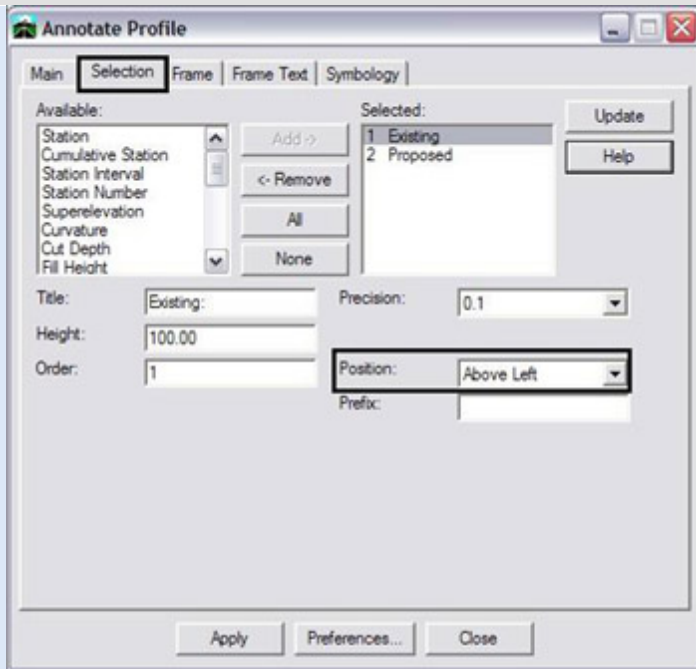 Annotate Profile
Main Selection Frame Frame Text Symbology
Available:
Station
Cumulative Station
Station Interval
Station Number
Superelevation
Curvature
Cut Depth
Fill Height
Add ->
<- Remove
All
None
Selected:
1 Existing
2 Proposed
Update
Help
Title: Existing:
Precision: 0.1
Height: 100.00
Order: 1
Position: Above Left
Prefix:
Apply Preferences... Close